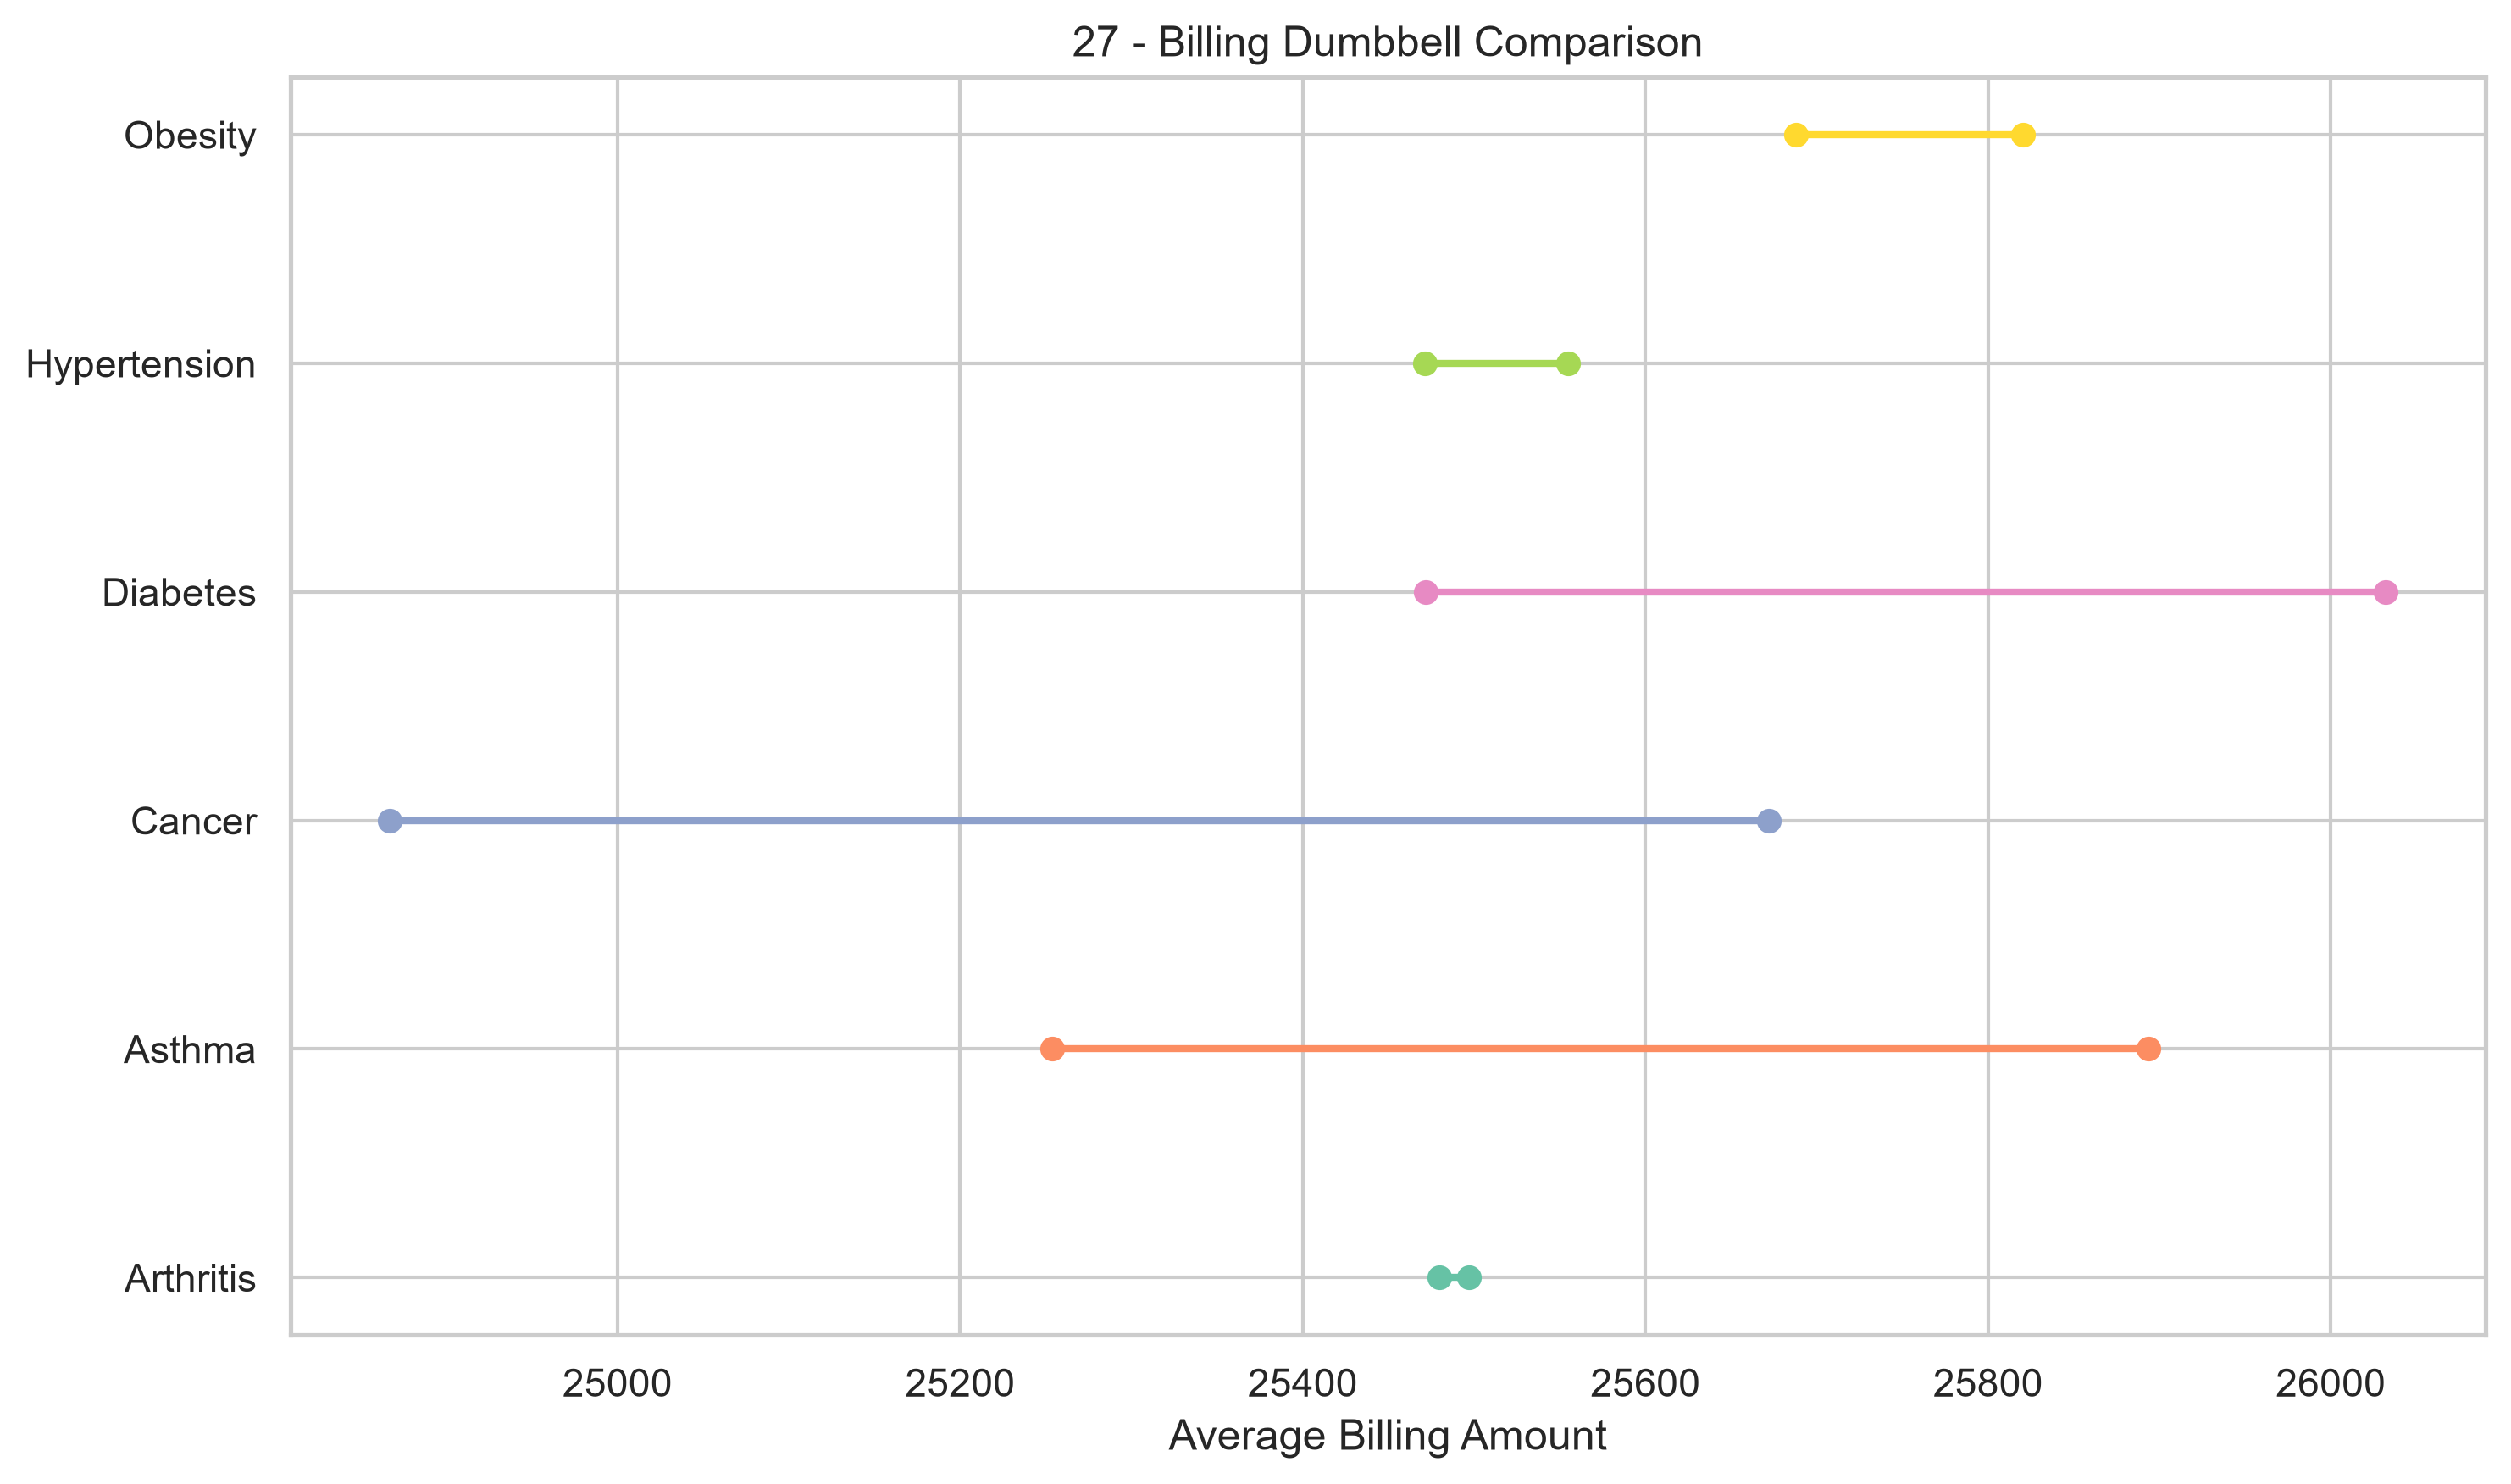 27 - Billing Dumbbell Comparison
Obesity
Hypertension
Diabetes
Cancer
Asthma
Arthritis
25000 25200 25400 25600 25800 26000
Average Billing Amount